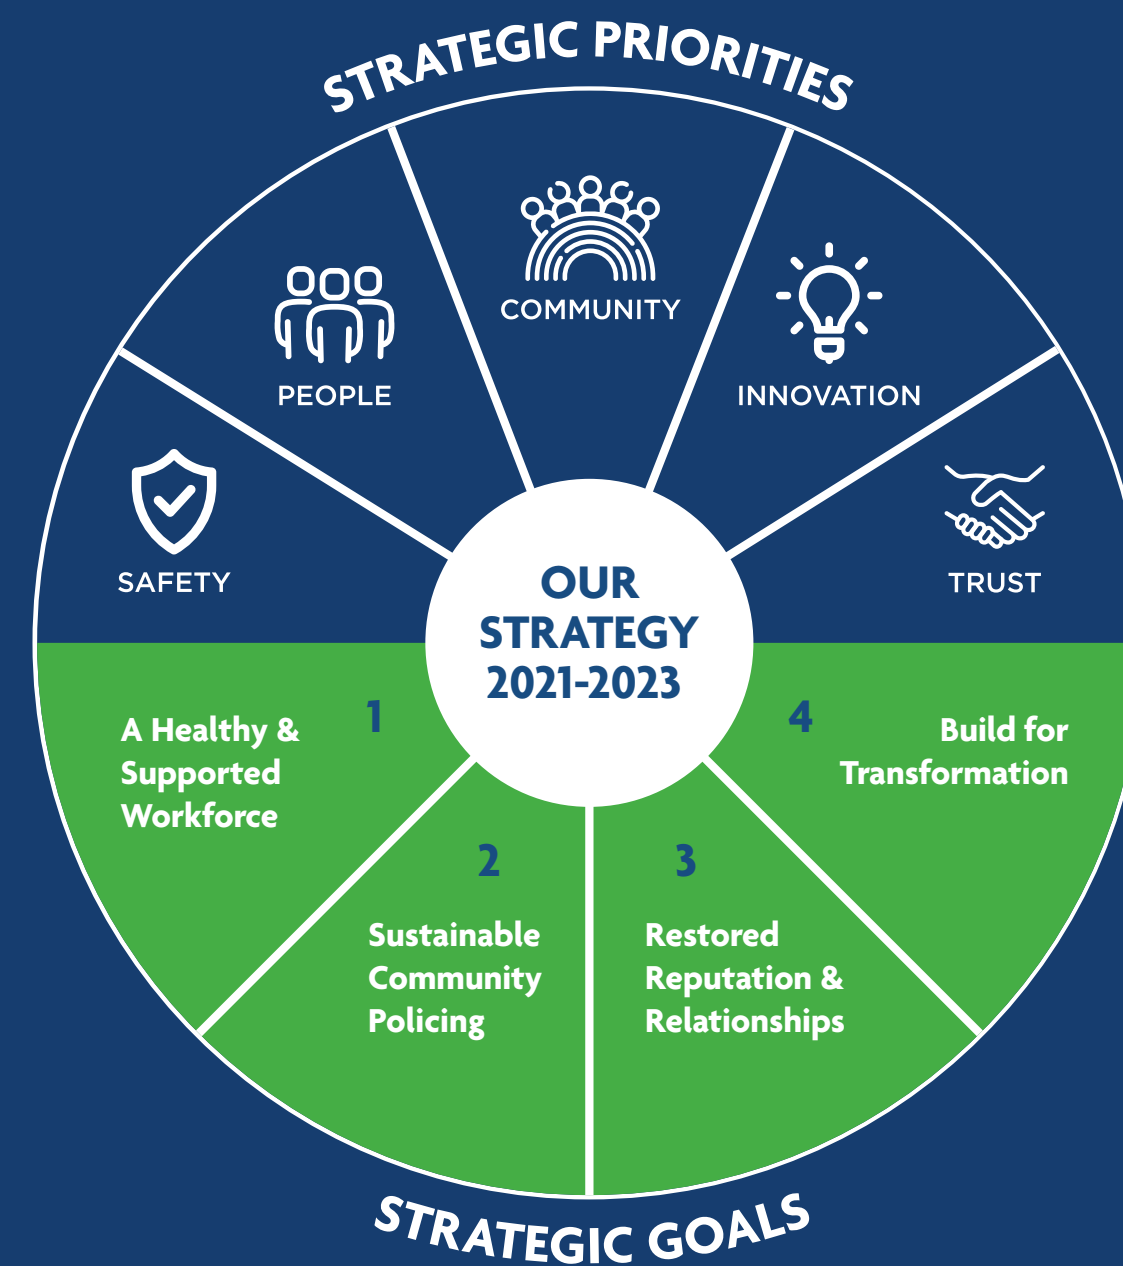 STRATEGIC PRIORITIES
COMMUNITY
PEOPLE
INNOVATION
SAFETY
TRUST
OUR
STRATEGY
2021-2023
1
A Healthy &
Supported
Workforce
2
Sustainable
Community
Policing
3
Restored
Reputation &
Relationships
4
Build for
Transformation
STRATEGIC GOALS